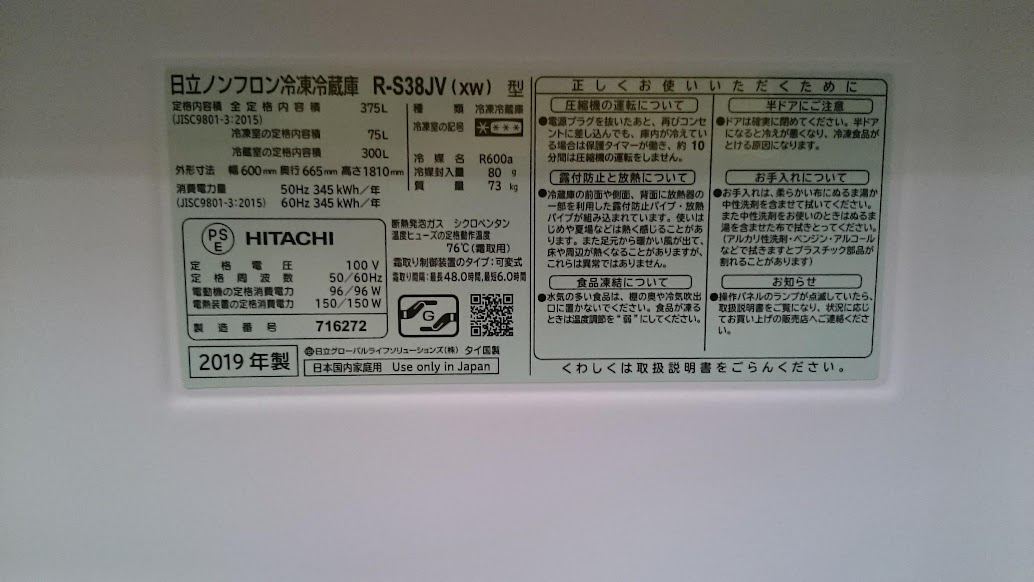 日立ノンフロン冷凍冷蔵庫 R-S38JV(XW) 型
定格内容積 全定格内容積 375L
(JISC9801-3:2015)
冷凍室の定格内容積 75L
冷蔵室の定格内容積 300L
外形寸法 幅600mm 奥行665mm 高さ1810mm
消費電力量 50Hz 345 kWh/年
(JISC9801-3:2015) 60Hz 345 kWh/年
種類 冷凍冷蔵庫
冷凍室の記号 ****
冷媒名 R600a
冷媒封入量 80 g
質量 73 kg
PS
E
HITACHI
定格電圧 100 V
定格周波数 50/60Hz
電動機の定格消費電力 96/96 W
電熱装置の定格消費電力 150/150 W
製造番号 716272
断熱発泡ガス シクロペンタン
温度ヒューズの定格動作温度
76℃(霜取用)
霜取り制御装置のタイプ:可変式
霜取り間隔:最長48.0時間、最短6.0時間
G
2019 年製
日立グローバルライフソリューションズ(株) タイ国製
日本国内家庭用 Use only in Japan
正しくお使いいただくために
圧縮機の運転について
●電源プラグを抜いたあと、再びコンセ
ントに差し込んでも、庫内が冷えてい
る場合は保護タイマーが働き、約10
分間は圧縮機の運転をしません。
露付防止と放熱について
●冷蔵庫の前面や側面、背面に放熱器の
一部を利用した露付防止パイプ・放熱
パイプが組み込まれています。使いは
じめや夏場などは熱く感じることがあ
ります。また足元から暖かい風が出て、
床や周辺が熱くなることがありますが、
これらは異常ではありません。
食品凍結について
●水気の多い食品は、棚の奥や冷気吹出
口に置かないでください。食品が凍る
ときは温度調節を“弱”にしてください。
半ドアにご注意
●ドアは確実に閉めてください。半ドア
になると冷えが悪くなり、冷凍食品が
とける原因になります。
お手入れについて
●お手入れは、柔らかい布にぬるま湯か
中性洗剤を含ませて拭いてください。
また中性洗剤をお使いのときはぬるま
湯を含ませた布で拭きとってください。
(アルカリ性洗剤・ベンジン・アルコール
などで拭きますとプラスチック部品が
割れることがあります)
お知らせ
●操作パネルのランプが点滅していたら、
取扱説明書をご覧になり、状況に応じ
てお買い上げの販売店へご連絡くださ
い。
くわしくは取扱説明書をごらんください。